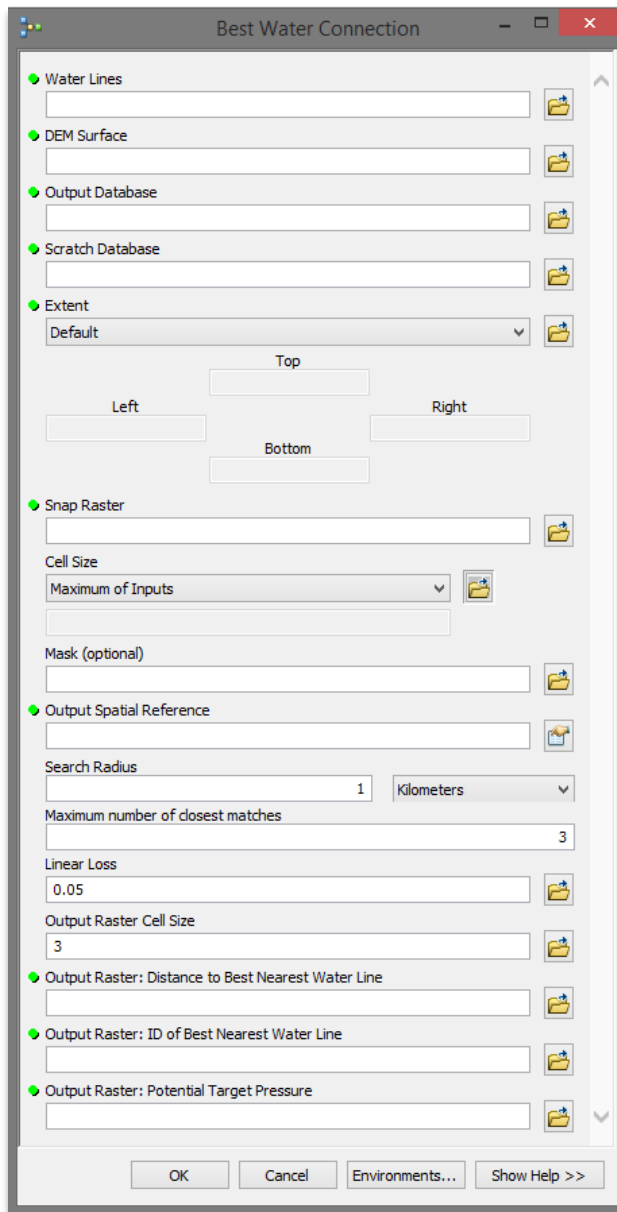 Best Water Connection
Water Lines
DEM Surface
Output Database
Scratch Database
Extent
Default
Top
Left Right
Bottom
Snap Raster
Cell Size
Maximum of Inputs
Mask (optional)
Output Spatial Reference
Search Radius
1 Kilometers
Maximum number of closest matches
3
Linear Loss
0.05
Output Raster Cell Size
3
Output Raster: Distance to Best Nearest Water Line
Output Raster: ID of Best Nearest Water Line
Output Raster: Potential Target Pressure
OK Cancel Environments... Show Help >>